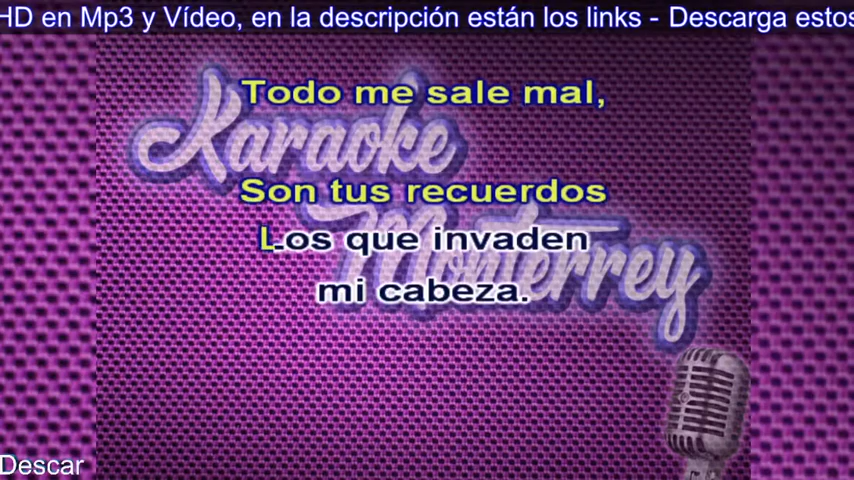 HD en Mp3 y Vídeo, en la descripción están los links - Descarga estos
Todo me sale mal,
Karaoke
Son tus recuerdos
Monterrey
Los que invaden
mi cabeza.
Descar